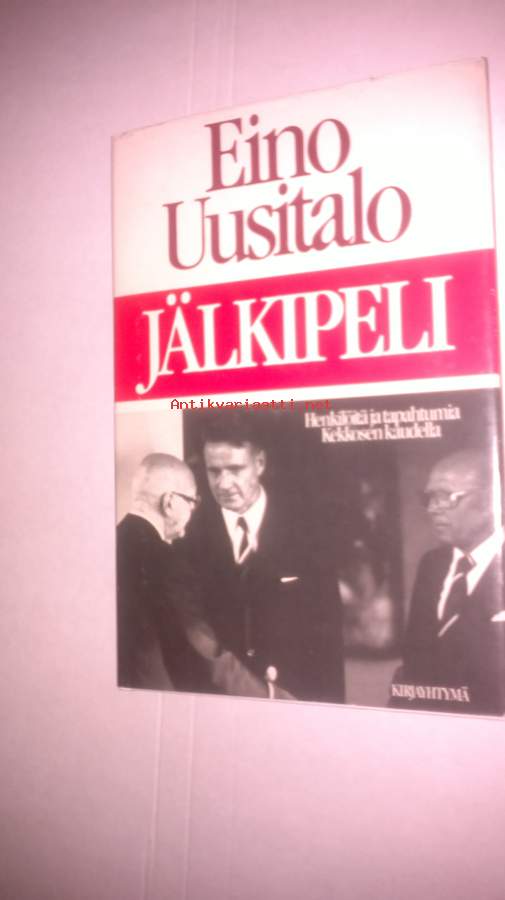 Eino
Uusitalo
JÄLKIPELI
Antikvariaatti.net
Henkilöitä ja tapahtumia
Kekkosen kaudella
KIRJAYHTYMÄ